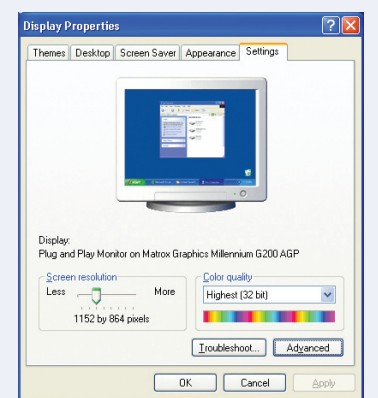 Display Properties
Themes Desktop Screen Saver Appearance Settings
Display:
Plug and Play Monitor on Matrox Graphics Millennium G200 AGP
Screen resolution
Less More
1152 by 864 pixels
Color quality
Highest (32 bit)
Troubleshoot... Advanced
OK Cancel Apply